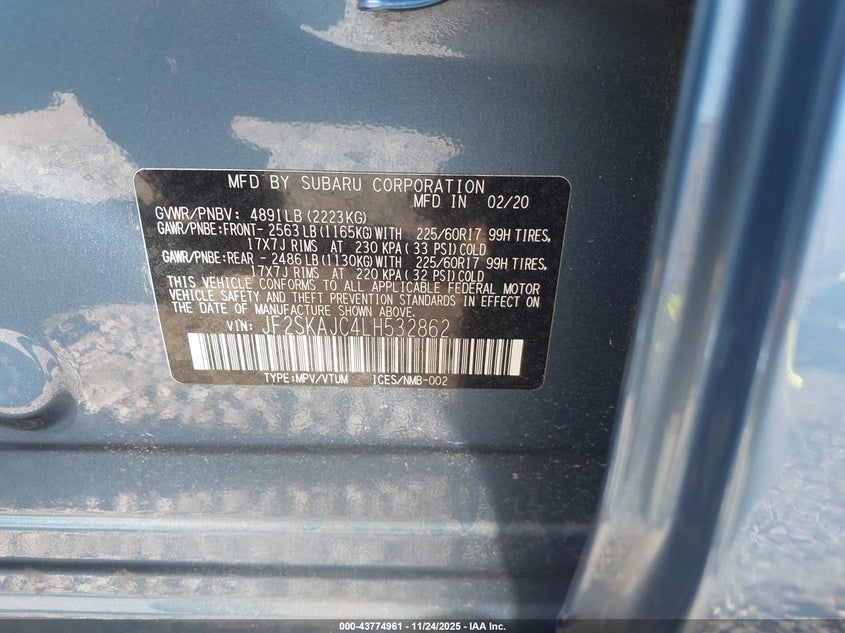 MFD BY SUBARU CORPORATION
MFD IN 02/20
GVWR/PNBV: 4891LB (2223KG)
GAWR/PNBE:FRONT- 2563LB (1165KG) WITH 225/60R17 99H TIRES,
17X7J RIMS AT 230 KPA (33 PSI) COLD
GAWR/PNBE:REAR - 2486LB (1130KG) WITH 225/60R17 99H TIRES,
17X7J RIMS AT 220 KPA (32 PSI) COLD
THIS VEHICLE CONFORMS TO ALL APPLICABLE FEDERAL MOTOR
VEHICLE SAFETY AND THEFT PREVENTION STANDARDS IN EFFECT ON
THE DATE OF MANUFACTURE SHOWN ABOVE.
VIN: JF2SKAJC4LH532862
TYPE:MPV/VTUM ICES/NMB-002
000-43774961 - 11/24/2025 - IAA Inc.